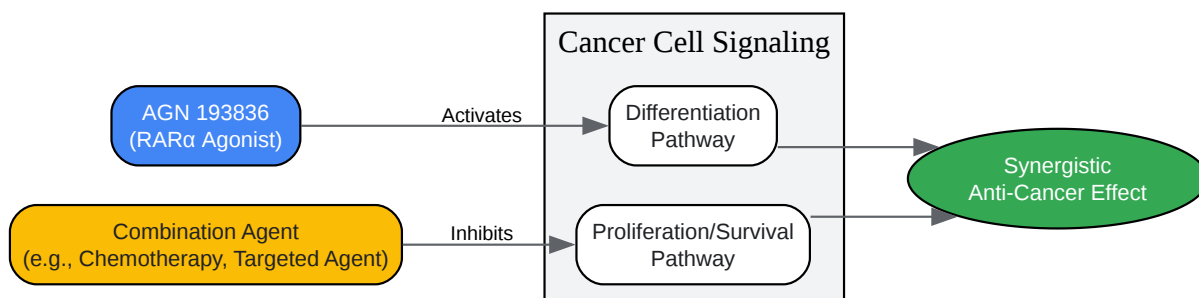 Cancer Cell Signaling
AGN 193836
(RARα Agonist)
Activates
Differentiation
Pathway
Synergistic
Anti-Cancer Effect
Combination Agent
(e.g., Chemotherapy, Targeted Agent)
Inhibits
Proliferation/Survival
Pathway